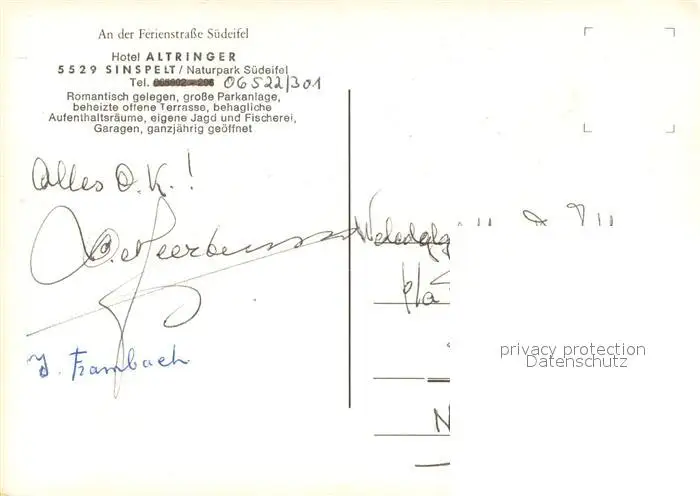 An der Ferienstraße Südeifel
Hotel ALTRINGER
5529 SINSPELT/Naturpark Südeifel
Tel. 06522/301
Romantisch gelegen, große Parkanlage,
beheizte offene Terrasse, behagliche
Aufenthaltsräume, eigene Jagd und Fischerei,
Garagen, ganzjährig geöffnet
Alles O.K.!
J. Frambach
privacy protection
Datenschutz